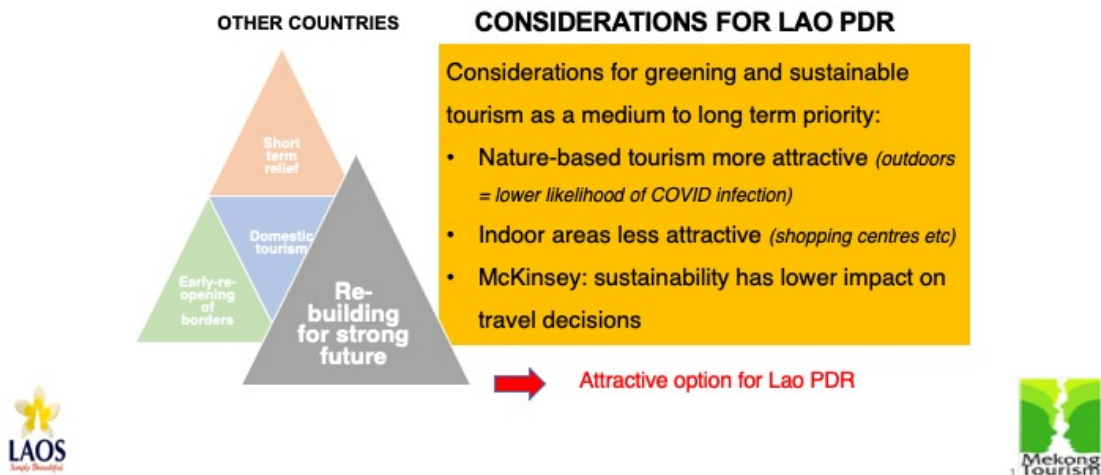 OTHER COUNTRIES
CONSIDERATIONS FOR LAO PDR
Short
term
relief
Domestic
tourism
Early-re-
opening
of
borders
Re-
building
for strong
future
Considerations for greening and sustainable
tourism as a medium to long term priority:
• Nature-based tourism more attractive (outdoors
= lower likelihood of COVID infection)
• Indoor areas less attractive (shopping centres etc)
• McKinsey: sustainability has lower impact on
travel decisions
Attractive option for Lao PDR
LAOS
Simply Beautiful
1
Mekong
Tourism